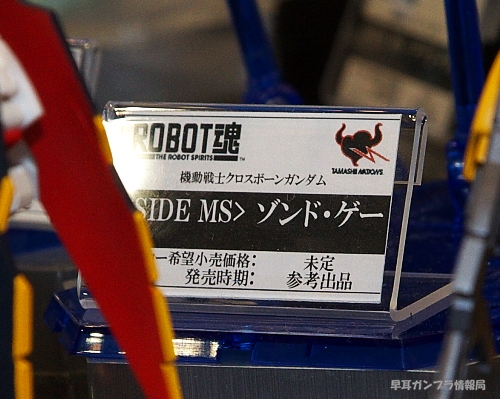 ROBOT魂
THE ROBOT SPIRITS TM
TAMASHII NATIONS
機動戦士クロスボーンガンダム
SIDE MS> ゾンド・ゲー
ー希望小売価格: 未定
発売時期: 参考出品
早耳ガンプラ情報局